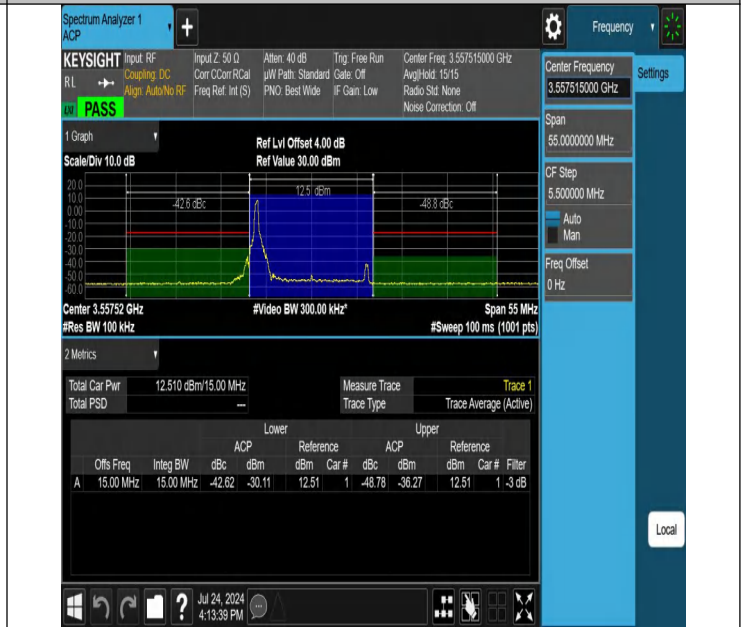 Spectrum Analyzer 1
ACP
+
Frequency
KEYSIGHT Input: RF Input Z: 50 Ω Atten: 40 dB Trig: Free Run Center Freq: 3.557515000 GHz
Coupling: DC Corr CCorr RCal µW Path: Standard Gate: Off Avg|Hold: 15/15
RL Align: Auto/No RF Freq Ref: Int (S) PNO: Best Wide IF Gain: Low Radio Std: None
PASS Noise Correction: Off
Center Frequency
3.557515000 GHz
Settings
Span
55.0000000 MHz
CF Step
5.500000 MHz
Auto
Man
Freq Offset
0 Hz
1 Graph
Ref Lvl Offset 4.00 dB
Scale/Div 10.0 dB Ref Value 30.00 dBm
20.0
10.0
0.00
-10.0
-20.0
-30.0
-40.0
-50.0
-60.0
-42.6 dBc 12.5 dBm -48.8 dBc
Center 3.55752 GHz #Video BW 300.00 kHz* Span 55 MHz
#Res BW 100 kHz #Sweep 100 ms (1001 pts)
2 Metrics
Total Car Pwr 12.510 dBm/15.00 MHz Measure Trace Trace 1
Total PSD --- Trace Type Trace Average (Active)
Lower Upper
ACP Reference ACP Reference
Offs Freq Integ BW dBc dBm dBm Car # dBc dBm dBm Car # Filter
A 15.00 MHz 15.00 MHz -42.62 -30.11 12.51 1 -48.78 -36.27 12.51 1 -3 dB
Local
? Jul 24, 2024
4:13:39 PM